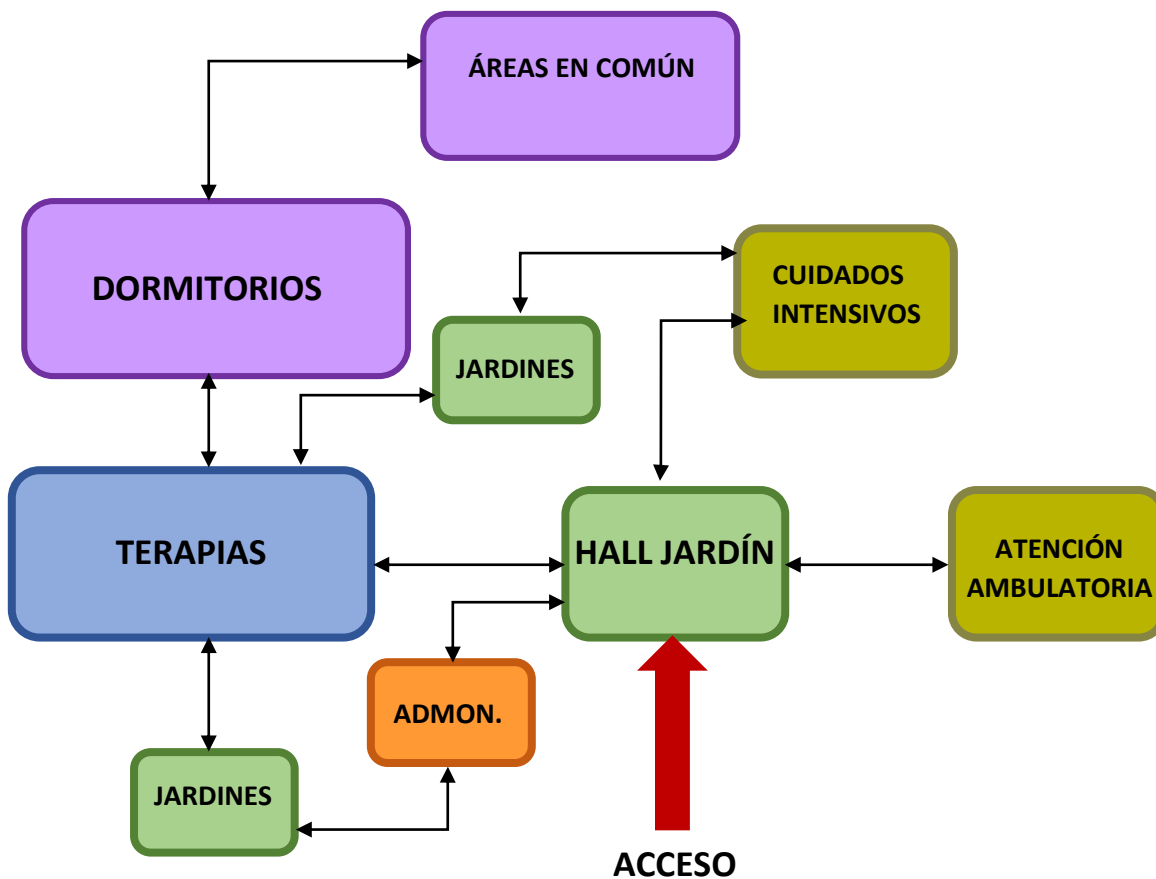 ÁREAS EN COMÚN
DORMITORIOS
CUIDADOS
INTENSIVOS
JARDINES
TERAPIAS
HALL JARDÍN
ATENCIÓN
AMBULATORIA
ADMON.
JARDINES
ACCESO